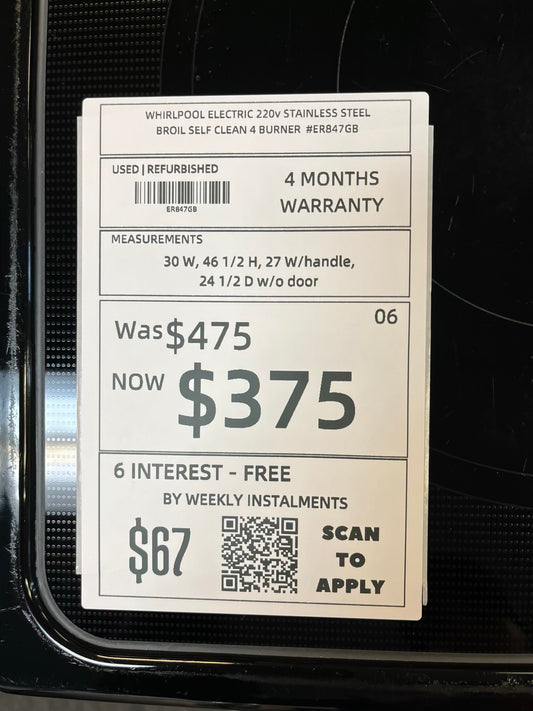 WHIRLPOOL ELECTRIC 220v STAINLESS STEEL
BROIL SELF CLEAN 4 BURNER #ER847GB
USED | REFURBISHED
ER847GB
4 MONTHS
WARRANTY
MEASUREMENTS
30 W, 46 1/2 H, 27 W/handle,
24 1/2 D w/o door
06
Was $475
NOW $375
6 INTEREST - FREE
BY WEEKLY INSTALMENTS
$67
SCAN
TO
APPLY